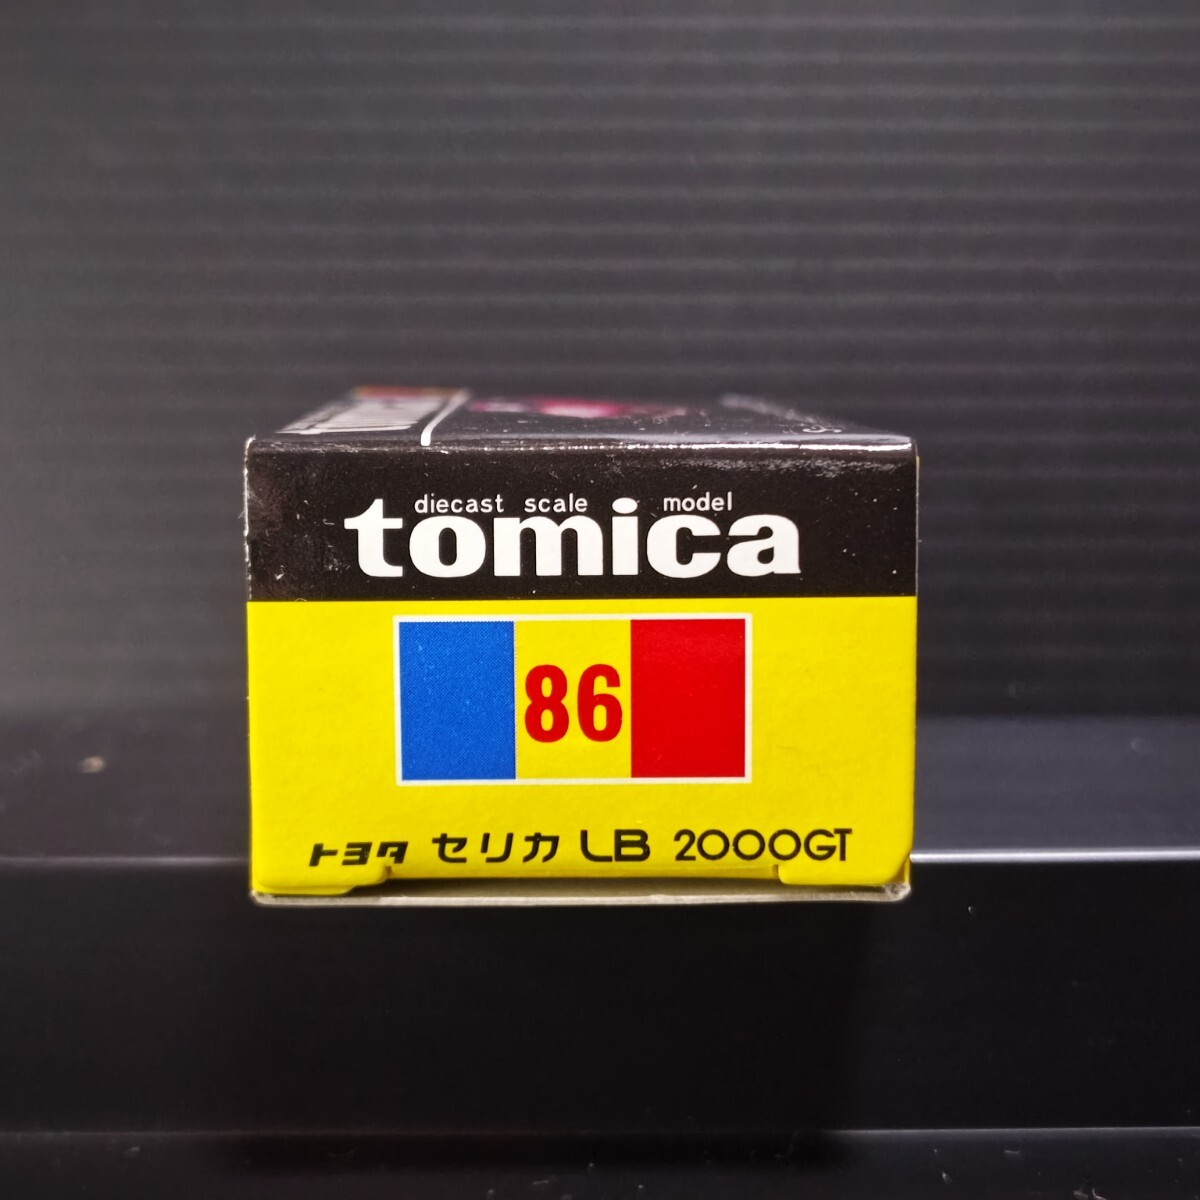 diecast scale model
tomica
86
トヨタ セリカ LB 2000GT